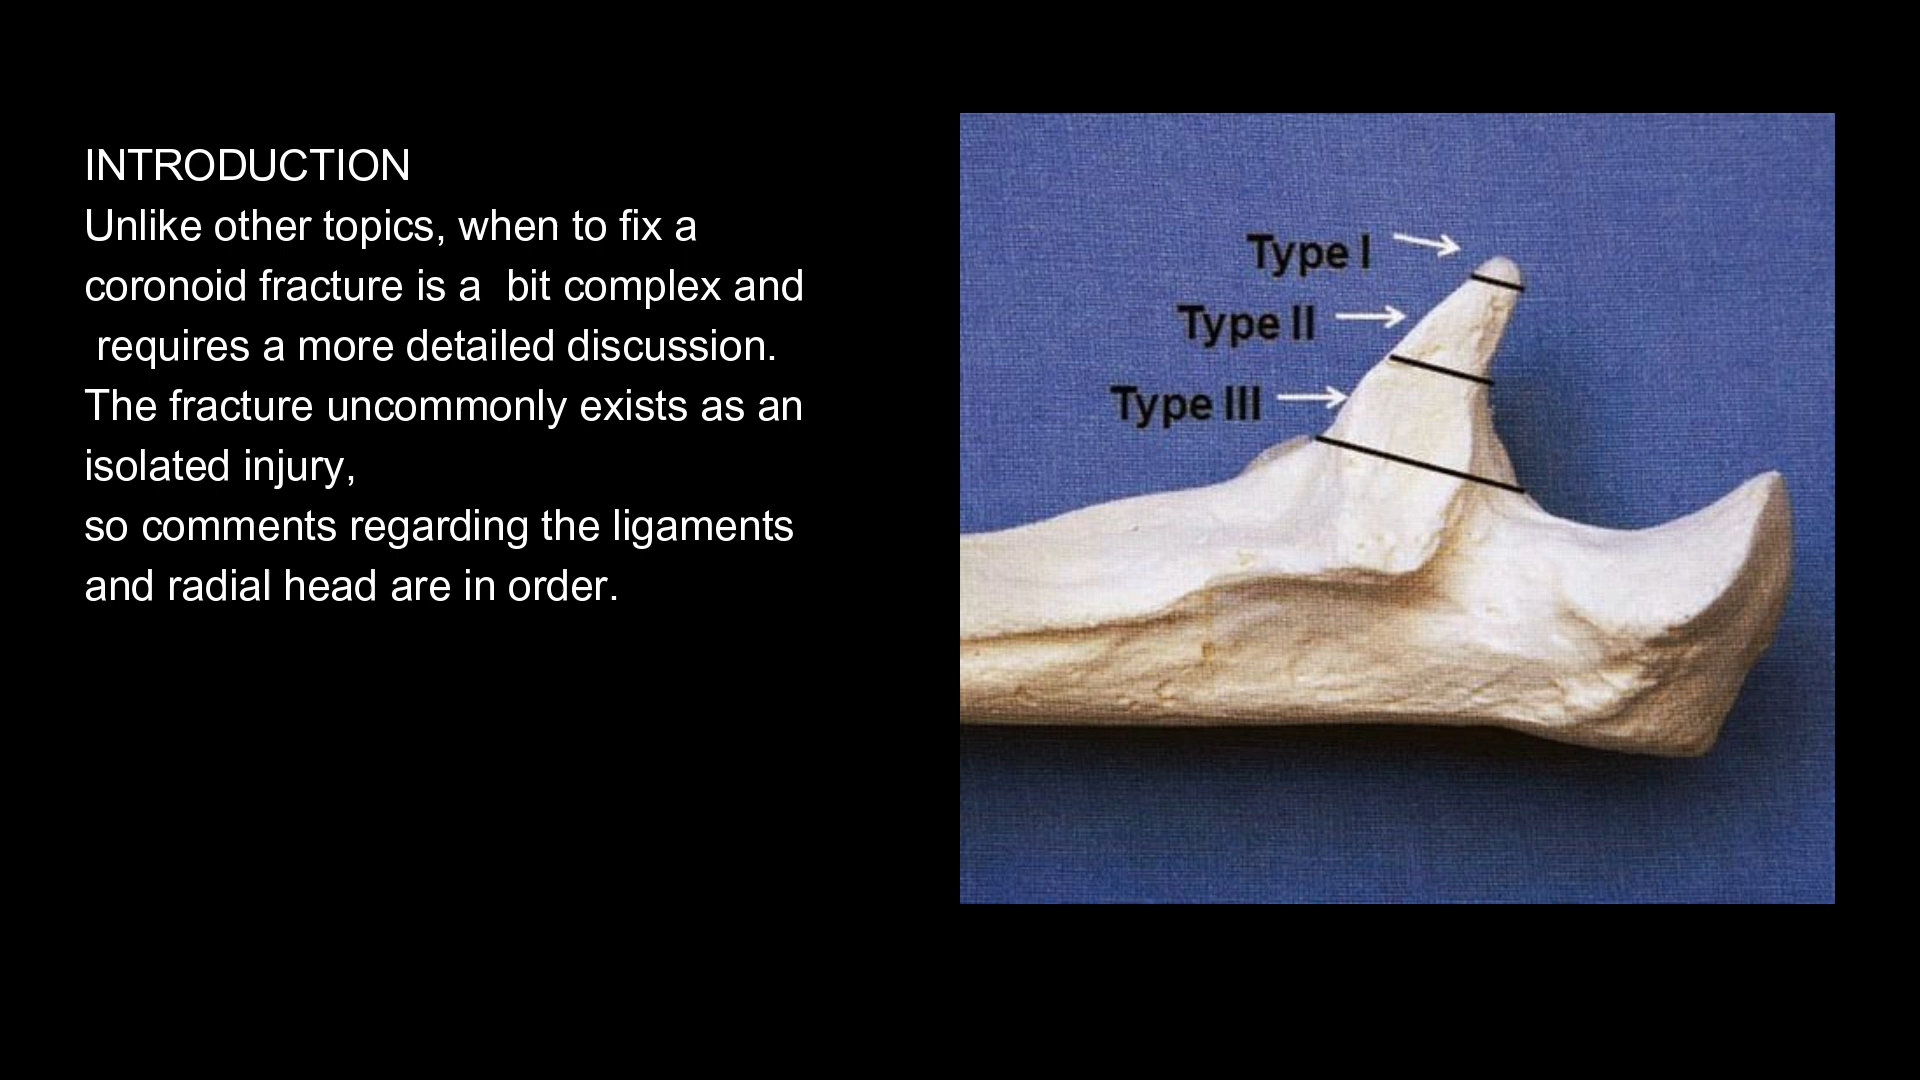 INTRODUCTION
Unlike other topics, when to fix a
coronoid fracture is a  bit complex and
 requires a more detailed discussion.
The fracture uncommonly exists as an
isolated injury,
so comments regarding the ligaments
and radial head are in order.
Type I
Type II
Type III